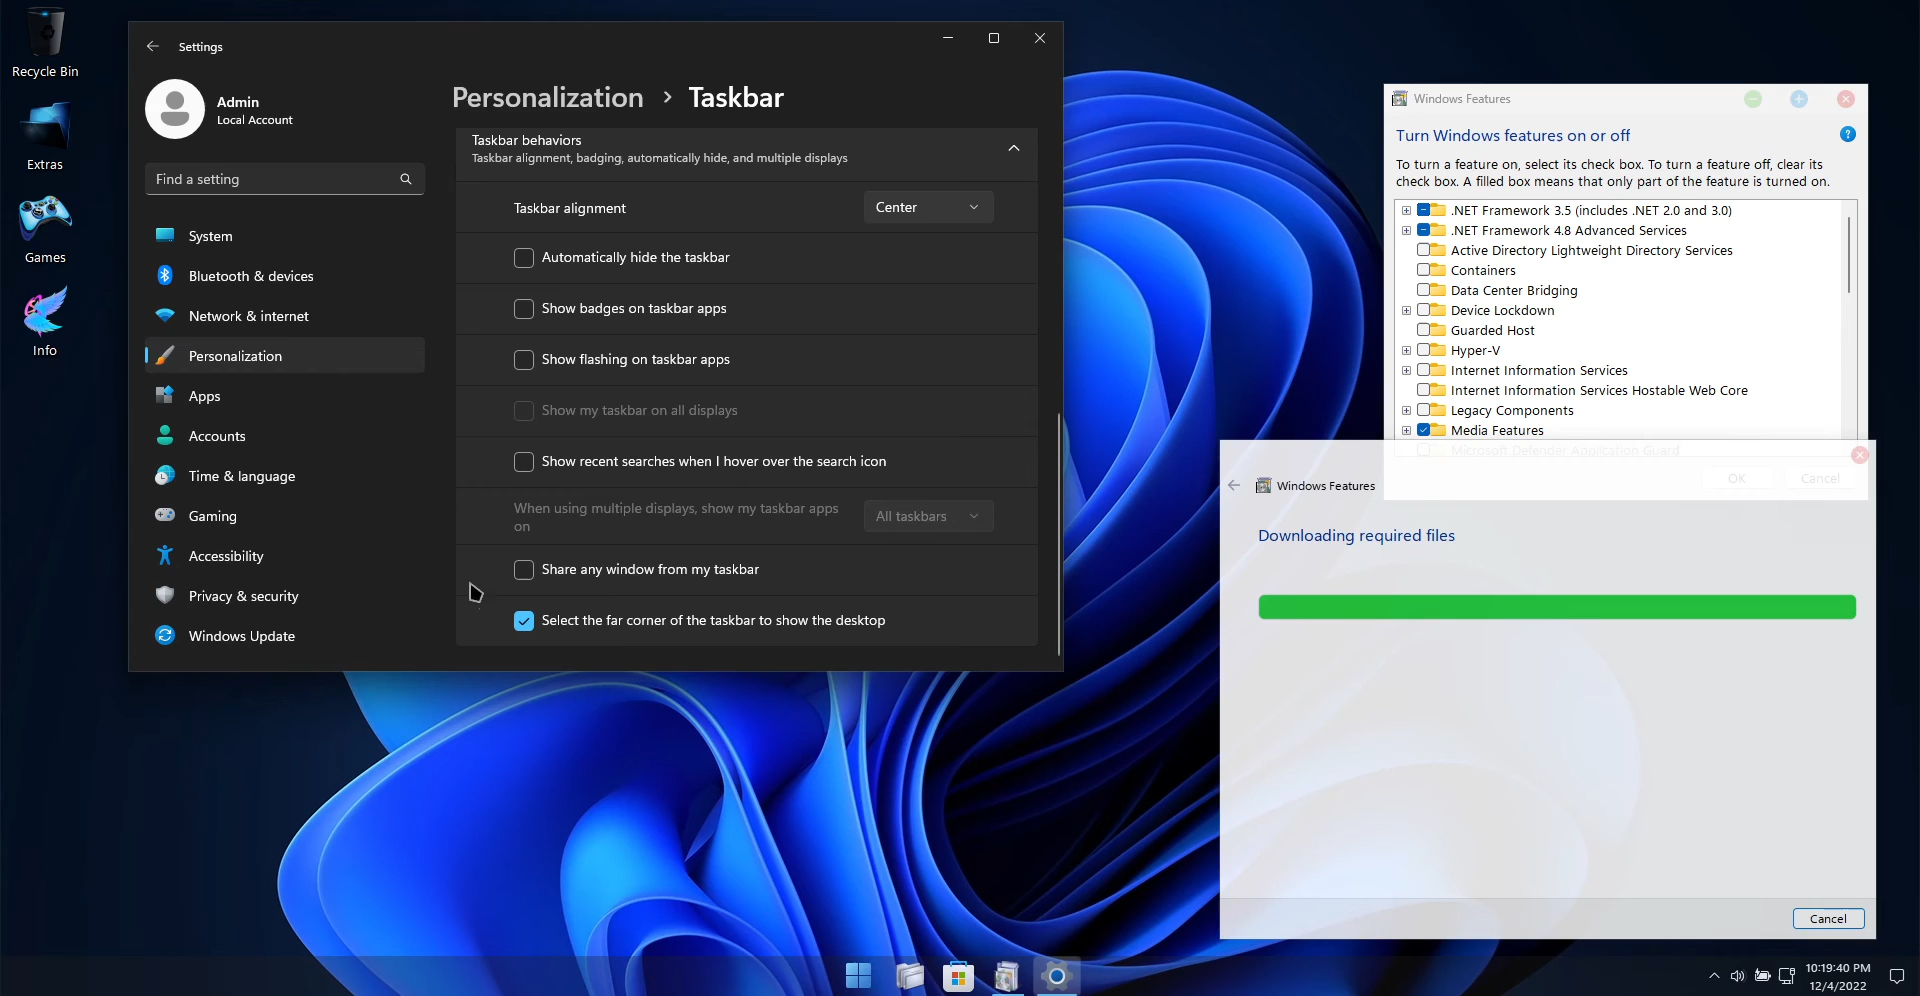 Recycle Bin
Extras
Games
Info
Settings
Admin
Local Account
Find a setting
System
Bluetooth & devices
Network & internet
Personalization
Apps
Accounts
Time & language
Gaming
Accessibility
Privacy & security
Windows Update
Personalization > Taskbar
Taskbar behaviors
Taskbar alignment, badging, automatically hide, and multiple displays
Taskbar alignment
Center
Automatically hide the taskbar
Show badges on taskbar apps
Show flashing on taskbar apps
Show my taskbar on all displays
Show recent searches when I hover over the search icon
When using multiple displays, show my taskbar apps
on
All taskbars
Share any window from my taskbar
Select the far corner of the taskbar to show the desktop
Windows Features
Turn Windows features on or off
To turn a feature on, select its check box. To turn a feature off, clear its
check box. A filled box means that only part of the feature is turned on.
.NET Framework 3.5 (includes .NET 2.0 and 3.0)
.NET Framework 4.8 Advanced Services
Active Directory Lightweight Directory Services
Containers
Data Center Bridging
Device Lockdown
Guarded Host
Hyper-V
Internet Information Services
Internet Information Services Hostable Web Core
Legacy Components
Media Features
Microsoft Defender Application Guard
OK
Cancel
Windows Features
Downloading required files
Cancel
10:19:40 PM
12/4/2022